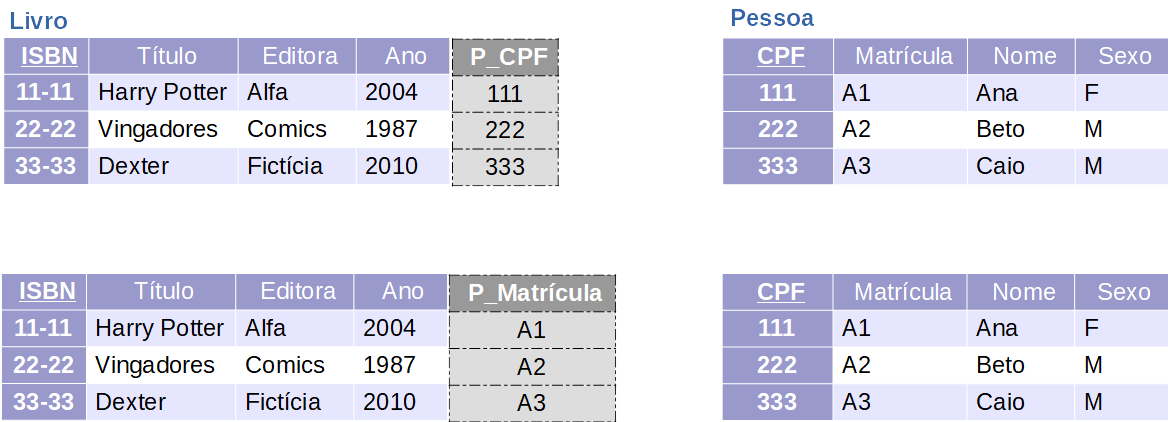 Livro
ISBN Título Editora Ano P_CPF
11-11 Harry Potter Alfa 2004 111
22-22 Vingadores Comics 1987 222
33-33 Dexter Fictícia 2010 333
Pessoa
CPF Matrícula Nome Sexo
111 A1 Ana F
222 A2 Beto M
333 A3 Caio M
ISBN Título Editora Ano P_Matrícula
11-11 Harry Potter Alfa 2004 A1
22-22 Vingadores Comics 1987 A2
33-33 Dexter Fictícia 2010 A3
CPF Matrícula Nome Sexo
111 A1 Ana F
222 A2 Beto M
333 A3 Caio M